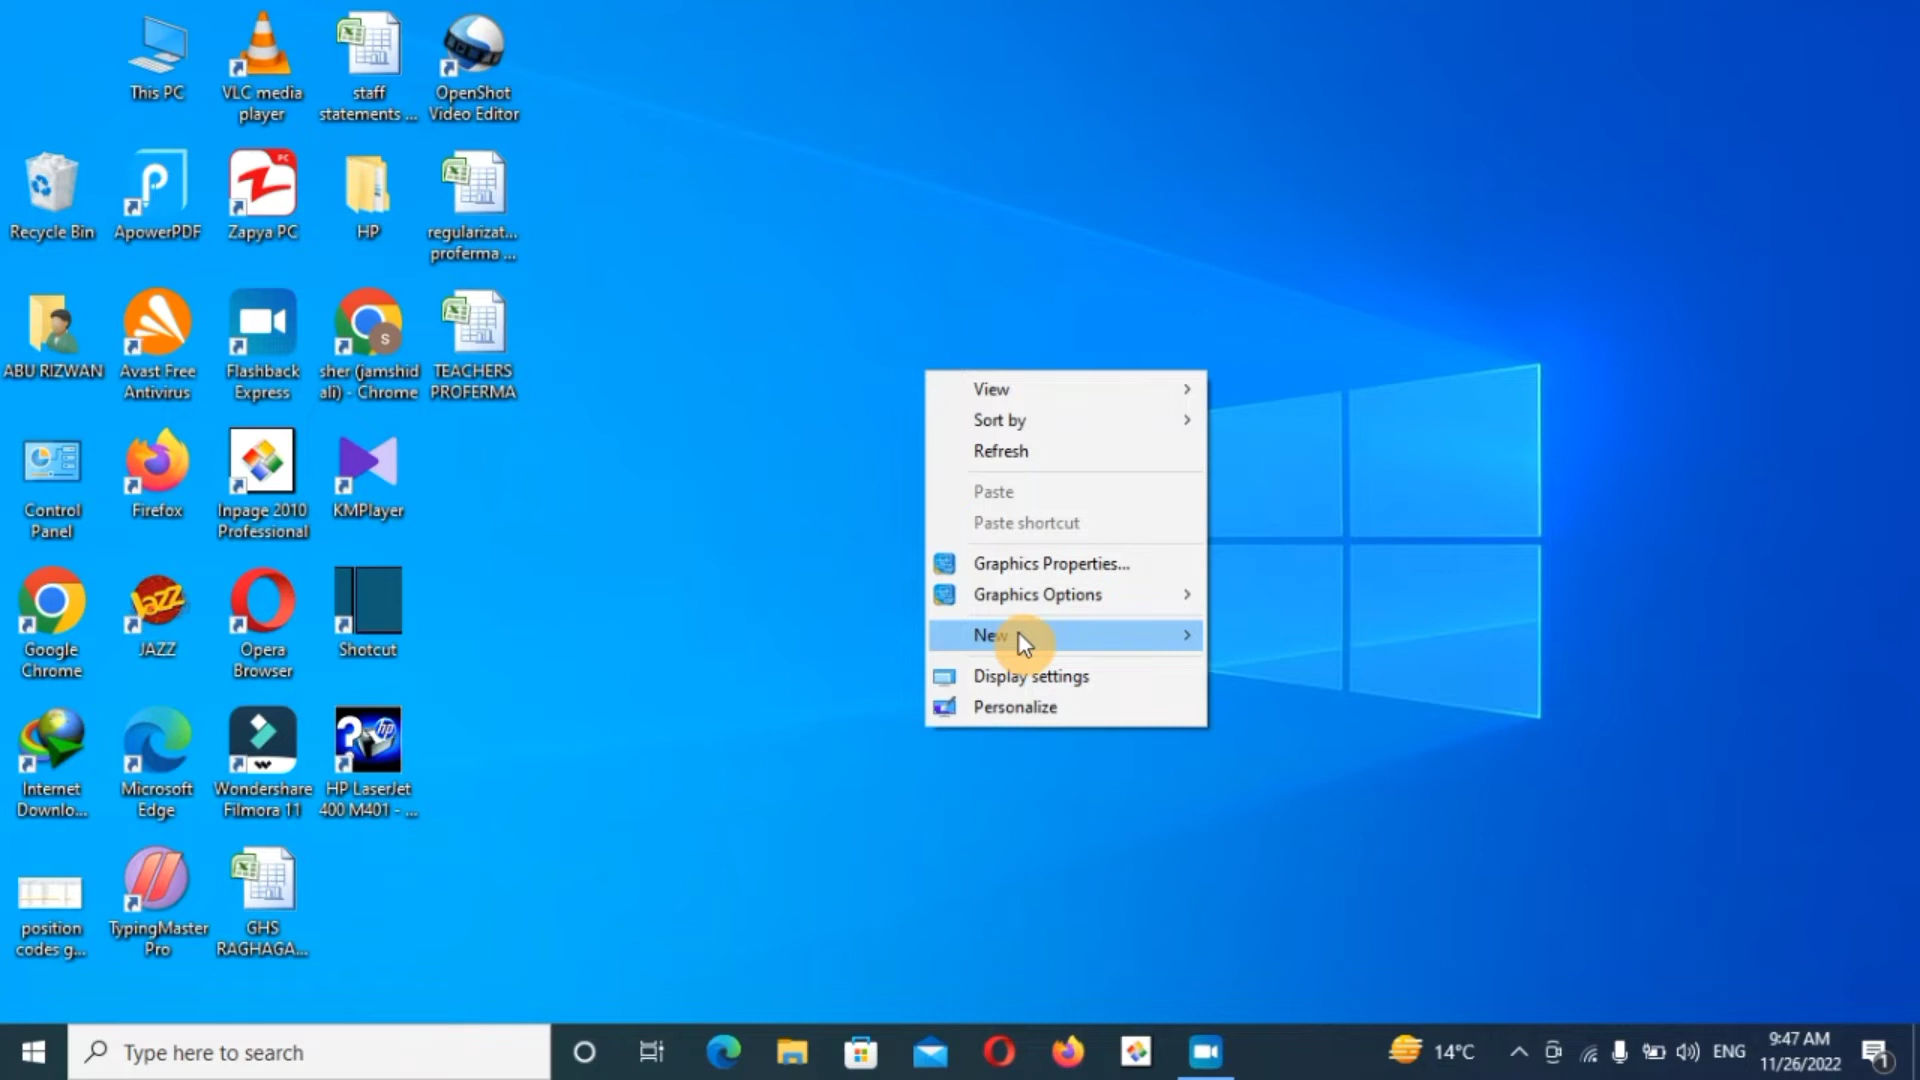 This PC
VLC media
player
staff
statements ...
OpenShot
Video Editor
Recycle Bin
ApowerPDF
Zapya PC
HP
regularizat...
proferma ...
ABU RIZWAN
Avast Free
Antivirus
Flashback
Express
sher (jamshid
ali) - Chrome
TEACHERS
PROFERMA
Control
Panel
Firefox
Inpage 2010
Professional
KMPlayer
Google
Chrome
JAZZ
Opera
Browser
Shotcut
Internet
Downlo...
Microsoft
Edge
Wondershare
Filmora 11
HP LaserJet
400 M401 - ...
position
codes g...
TypingMaster
Pro
GHS
RAGHAGA...
View
Sort by
Refresh
Paste
Paste shortcut
Graphics Properties...
Graphics Options
New
Display settings
Personalize
Type here to search
14°C
ENG
9:47 AM
11/26/2022
1